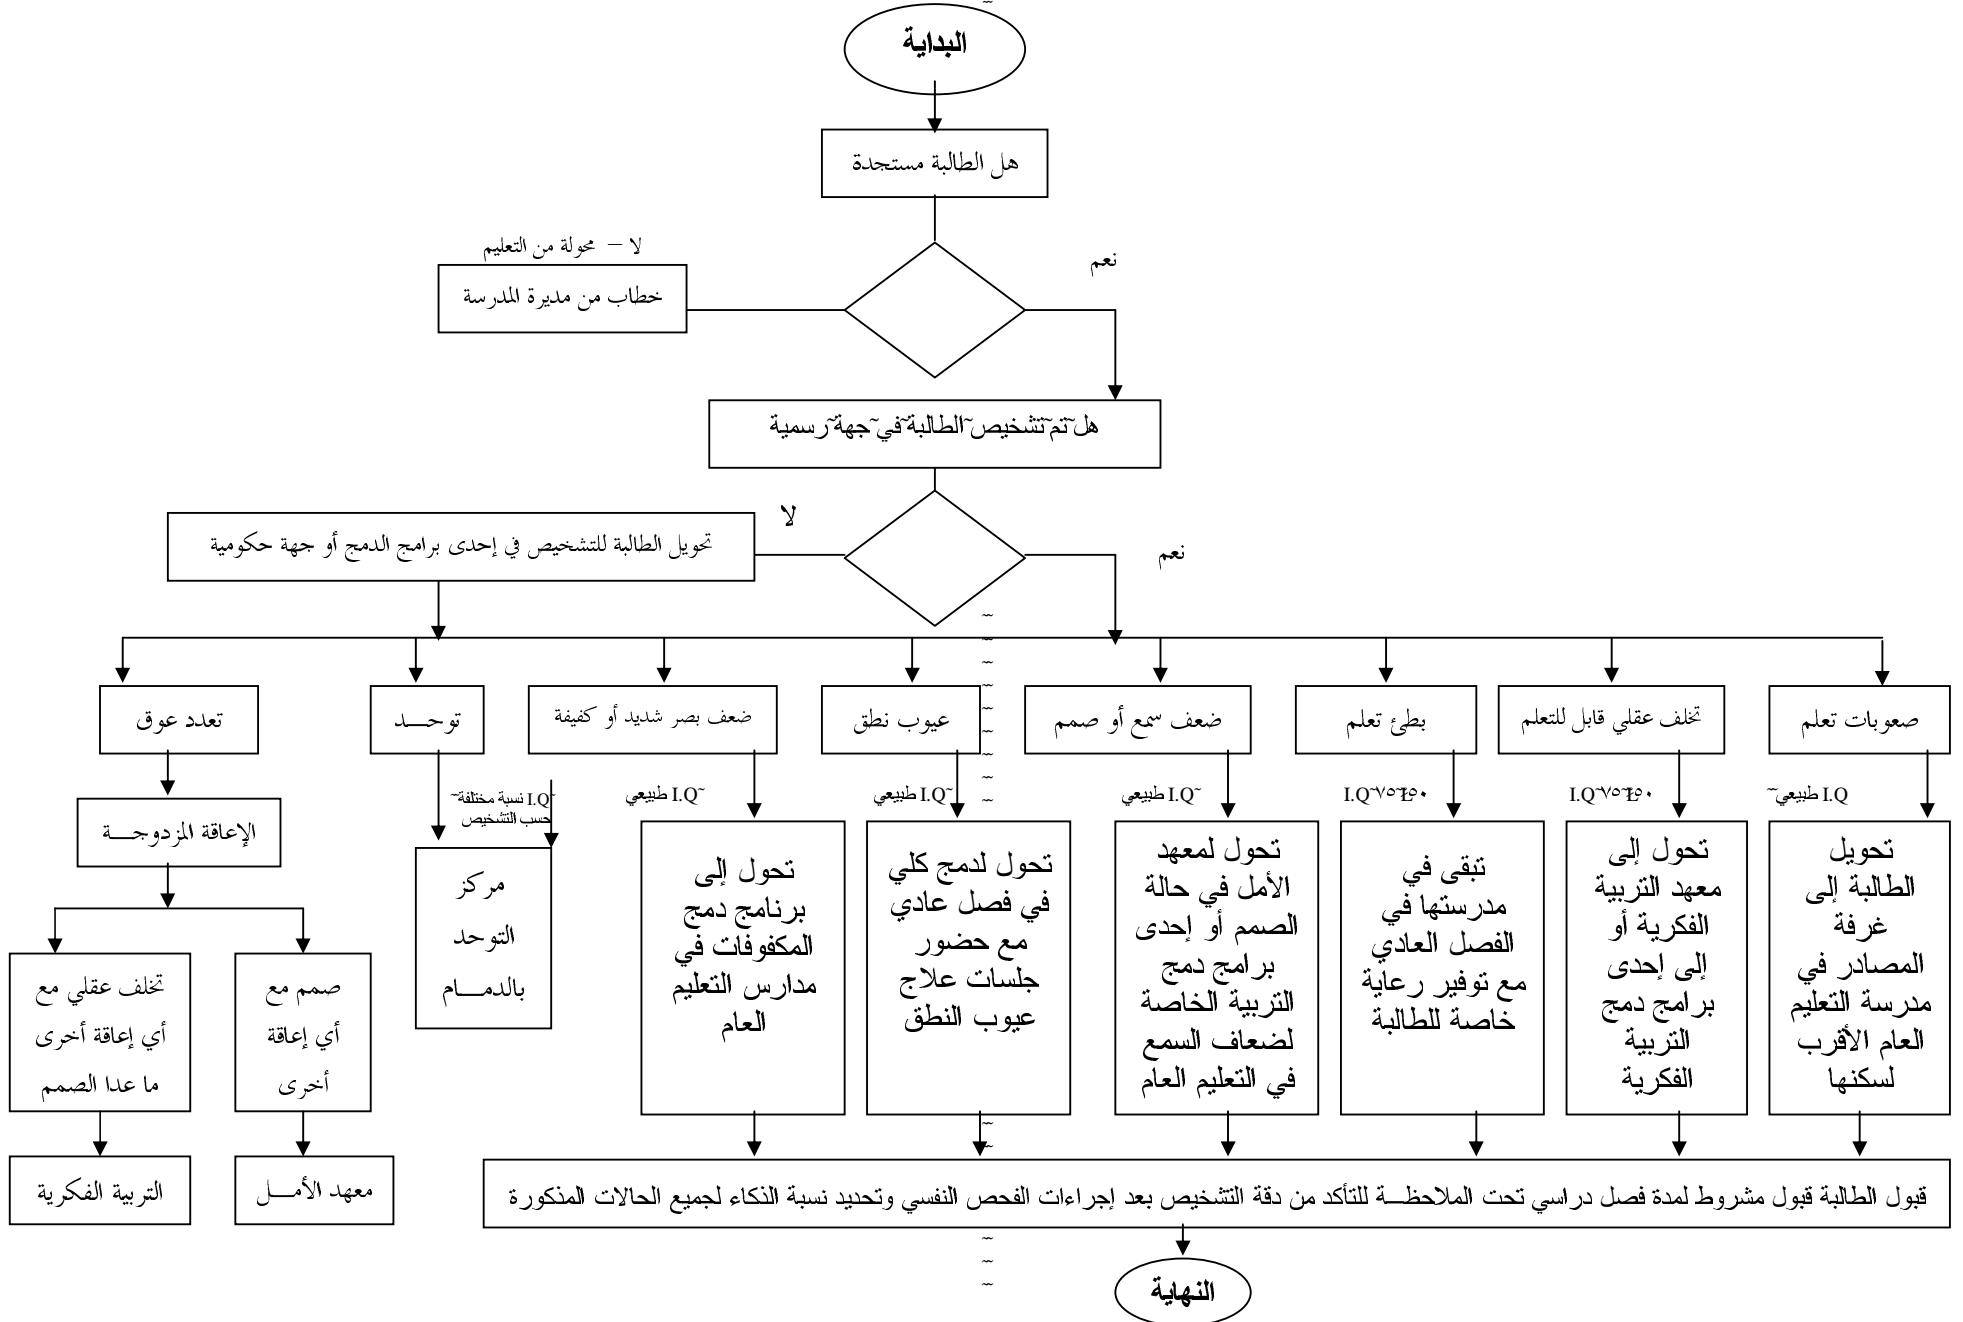 البداية
هل الطالبة مستجدة
نعم
لا – محولة من التعليم
خطاب من مديرة المدرسة
هل تم تشخيص الطالبة في جهة رسمية
نعم
لا
تحويل الطالبة للتشخيص في إحدى برامج الدمج أو جهة حكومية
صعوبات تعلم
تخلف عقلي قابل للتعلم
بطئ تعلم
ضعف سمع أو صمم
عيوب نطق
ضعف بصر شديد أو كفيفة
توحـــد
تعدد عوق
I.Q طبيعي
I.Q
I.Q
I.Q طبيعي
I.Q طبيعي
I.Q طبيعي
I.Q نسبة مختلفة
حسب التشخيص
الإعاقة المزدوجـــة
تحويل
الطالبة إلى
غرفة
المصادر في
مدرسة التعليم
العام الأقرب
لسكنها
تحول إلى
معهد التربية
الفكرية أو
إلى إحدى
برامج دمج
التربية
الفكرية
تبقى في
مدرستها في
الفصل العادي
مع توفير رعاية
خاصة للطالبة
تحول لمعهد
الأمل في حالة
الصمم أو إحدى
برامج دمج
التربية الخاصة
لضعاف السمع
في التعليم العام
تحول لدمج كلي
في فصل عادي
مع حضور
جلسات علاج
عيوب النطق
تحول إلى
برنامج دمج
المكفوفات في
مدارس التعليم
العام
مركز
التوحد
بالدمـــام
صمم مع
أي إعاقة
أخرى
تخلف عقلي مع
أي إعاقة أخرى
ما عدا الصمم
معهد الأمـــل
التربية الفكرية
قبول الطالبة قبول مشروط لمدة فصل دراسي تحت الملاحظـــة للتأكد من دقة التشخيص بعد إجراءات الفحص النفسي وتحديد نسبة الذكاء لجميع الحالات المذكورة
النهاية